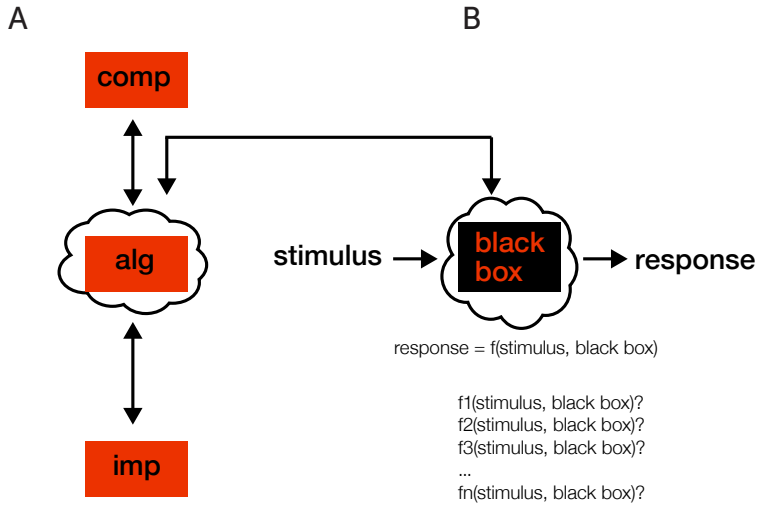 A
B
comp
alg
imp
stimulus
black
box
response
response = f(stimulus, black box)
f1(stimulus, black box)?
f2(stimulus, black box)?
f3(stimulus, black box)?
...
fn(stimulus, black box)?